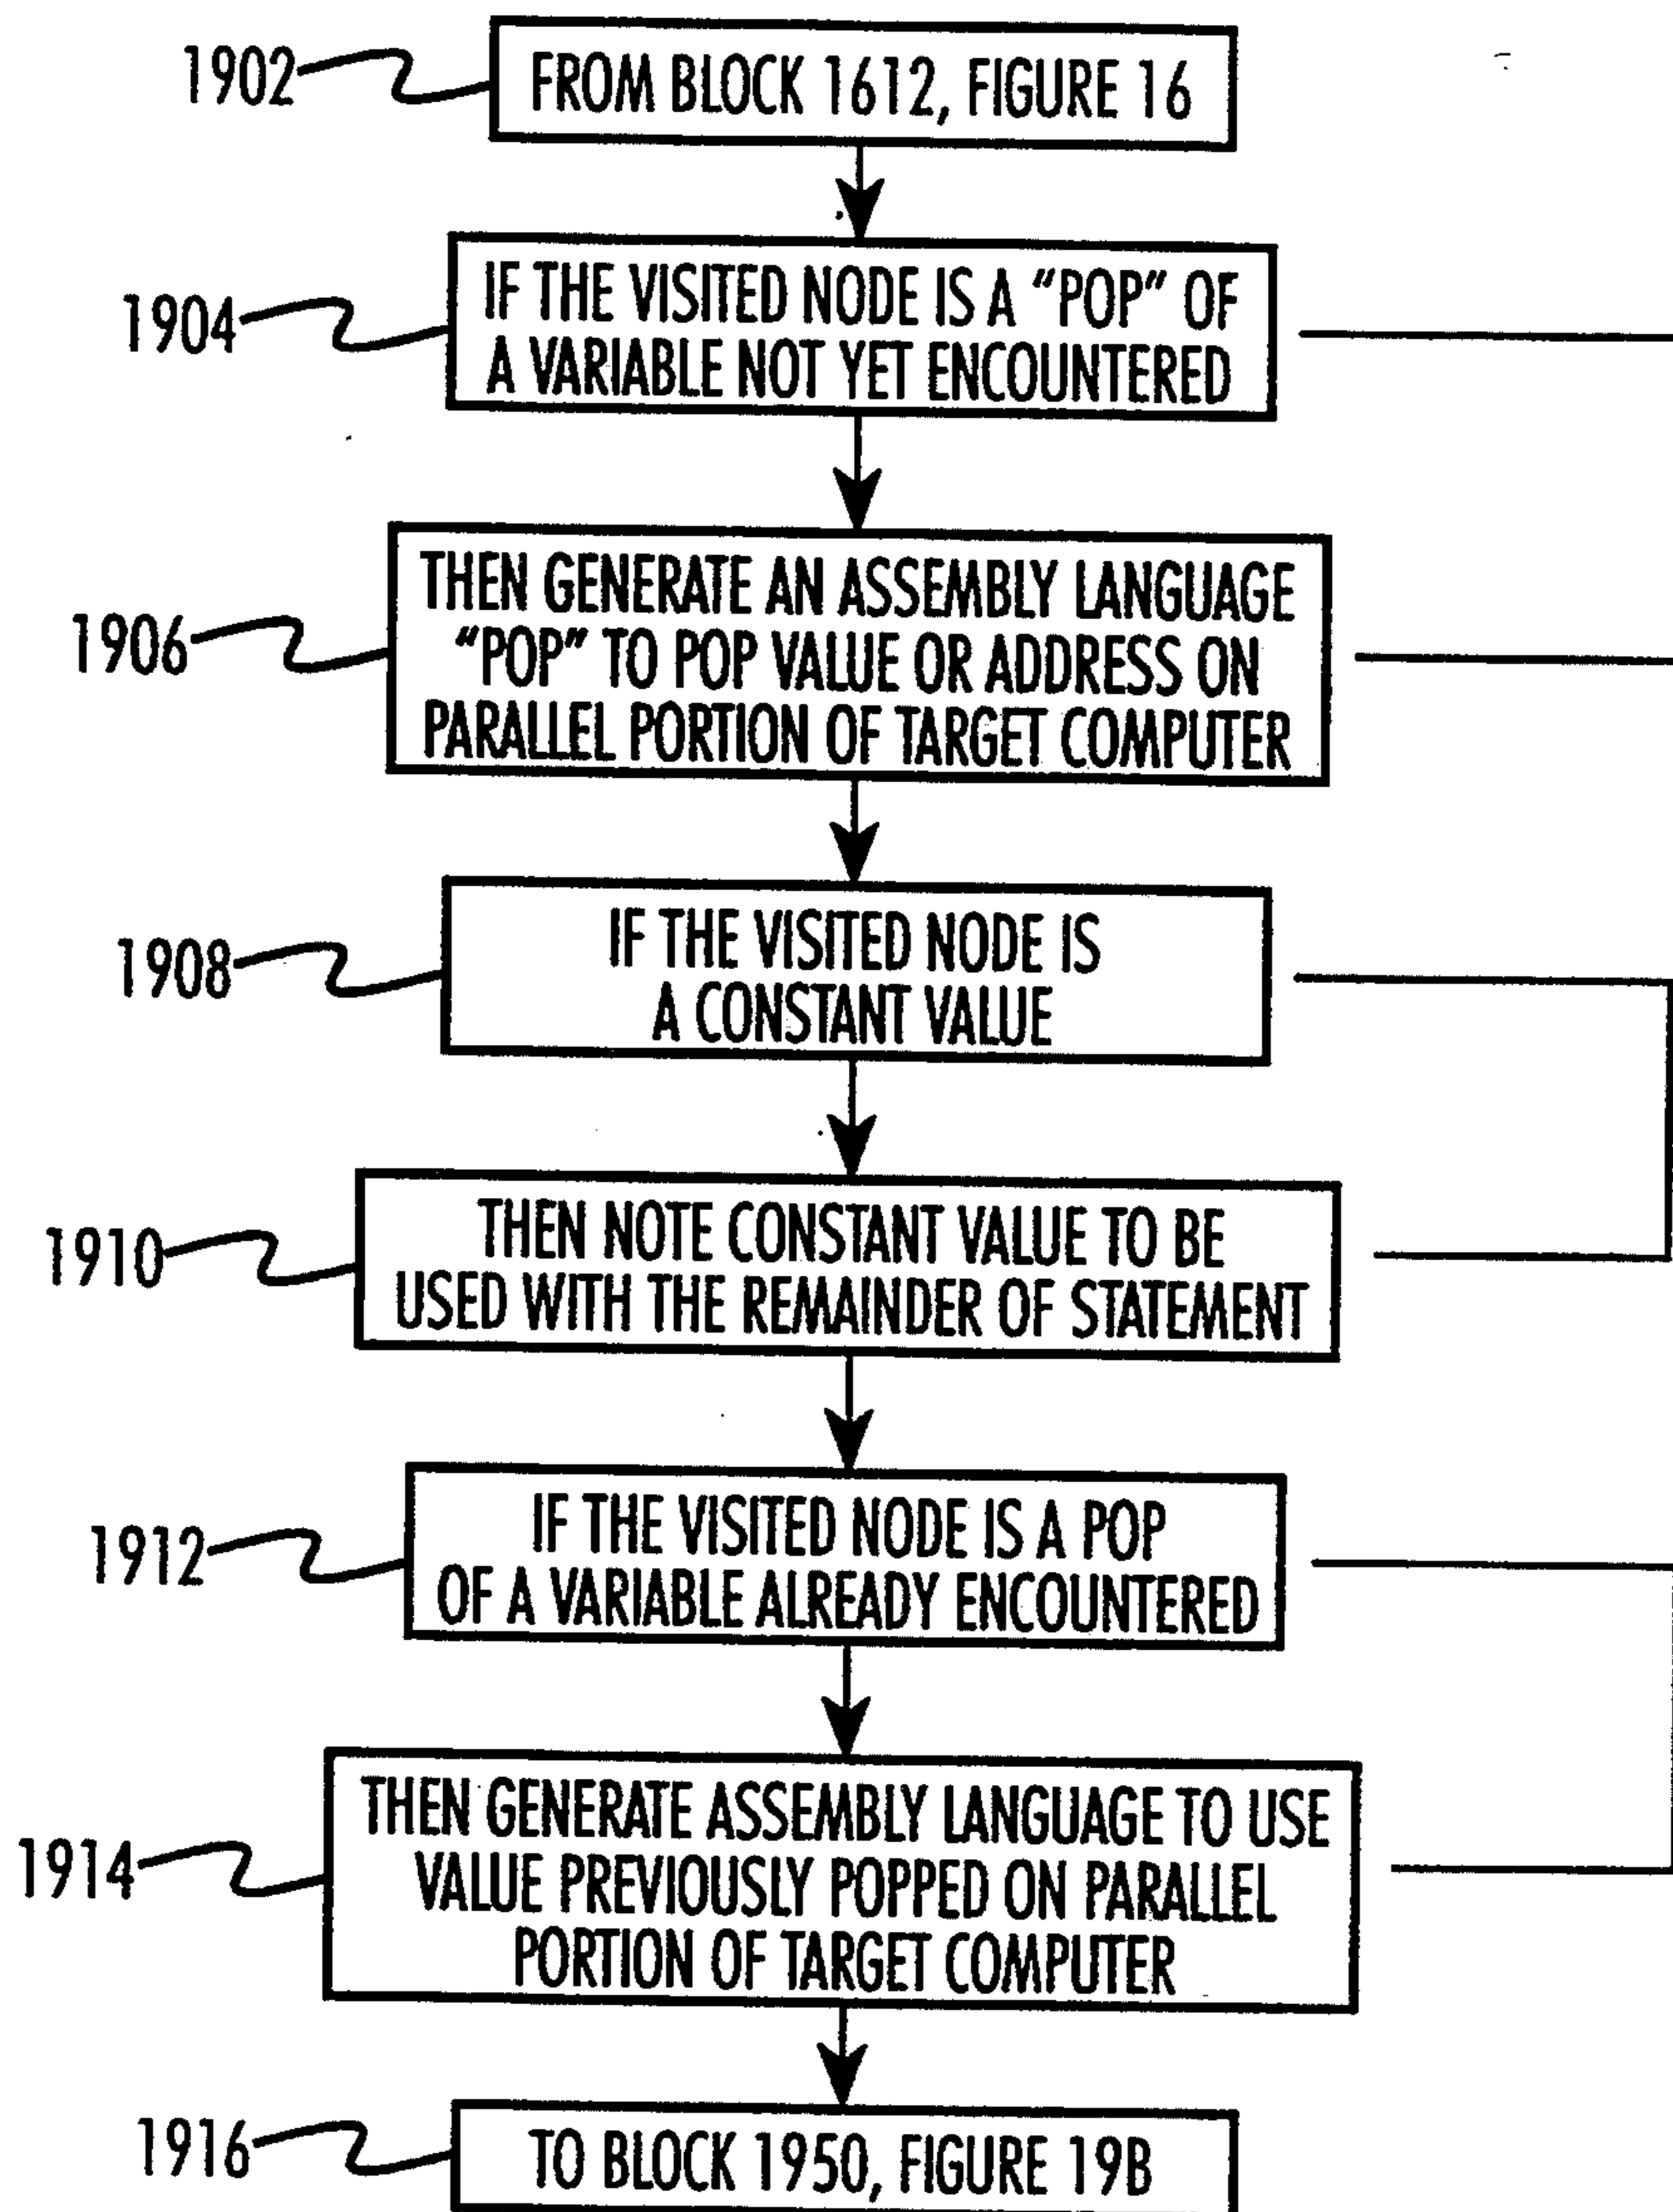 1902
FROM BLOCK 1612, FIGURE 16
1904
IF THE VISITED NODE IS A "POP" OF
A VARIABLE NOT YET ENCOUNTERED
1906
THEN GENERATE AN ASSEMBLY LANGUAGE
"POP" TO POP VALUE OR ADDRESS ON
PARALLEL PORTION OF TARGET COMPUTER
1908
IF THE VISITED NODE IS
A CONSTANT VALUE
1910
THEN NOTE CONSTANT VALUE TO BE
USED WITH THE REMAINDER OF STATEMENT
1912
IF THE VISITED NODE IS A POP
OF A VARIABLE ALREADY ENCOUNTERED
1914
THEN GENERATE ASSEMBLY LANGUAGE TO USE
VALUE PREVIOUSLY POPPED ON PARALLEL
PORTION OF TARGET COMPUTER
1916
TO BLOCK 1950, FIGURE 19B